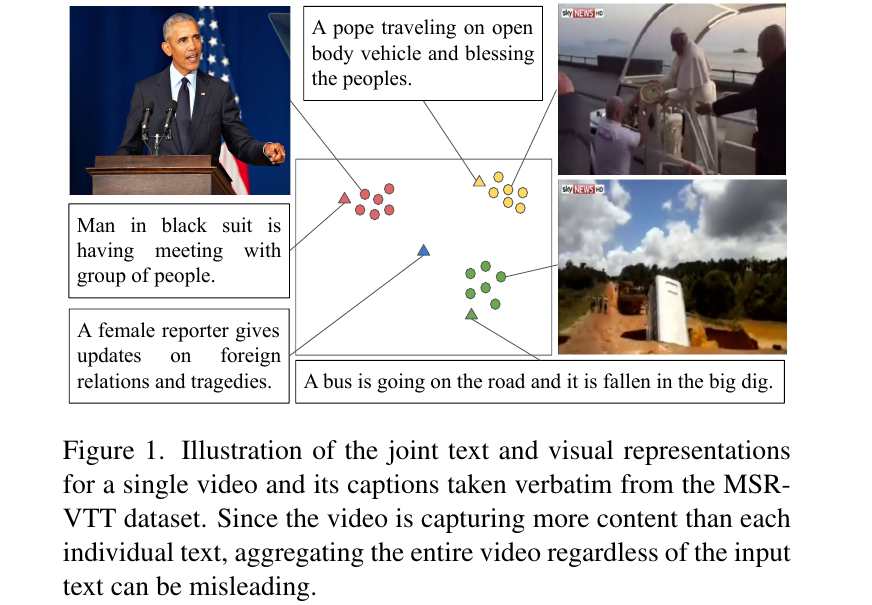 A pope traveling on open
body vehicle and blessing
the peoples.
sky NEWS HD
Man in black suit is
having meeting with
group of people.
sky NEWS HD
A female reporter gives
updates on foreign
relations and tragedies.
A bus is going on the road and it is fallen in the big dig.
Figure 1. Illustration of the joint text and visual representations
for a single video and its captions taken verbatim from the MSR-
VTT dataset. Since the video is capturing more content than each
individual text, aggregating the entire video regardless of the input
text can be misleading.